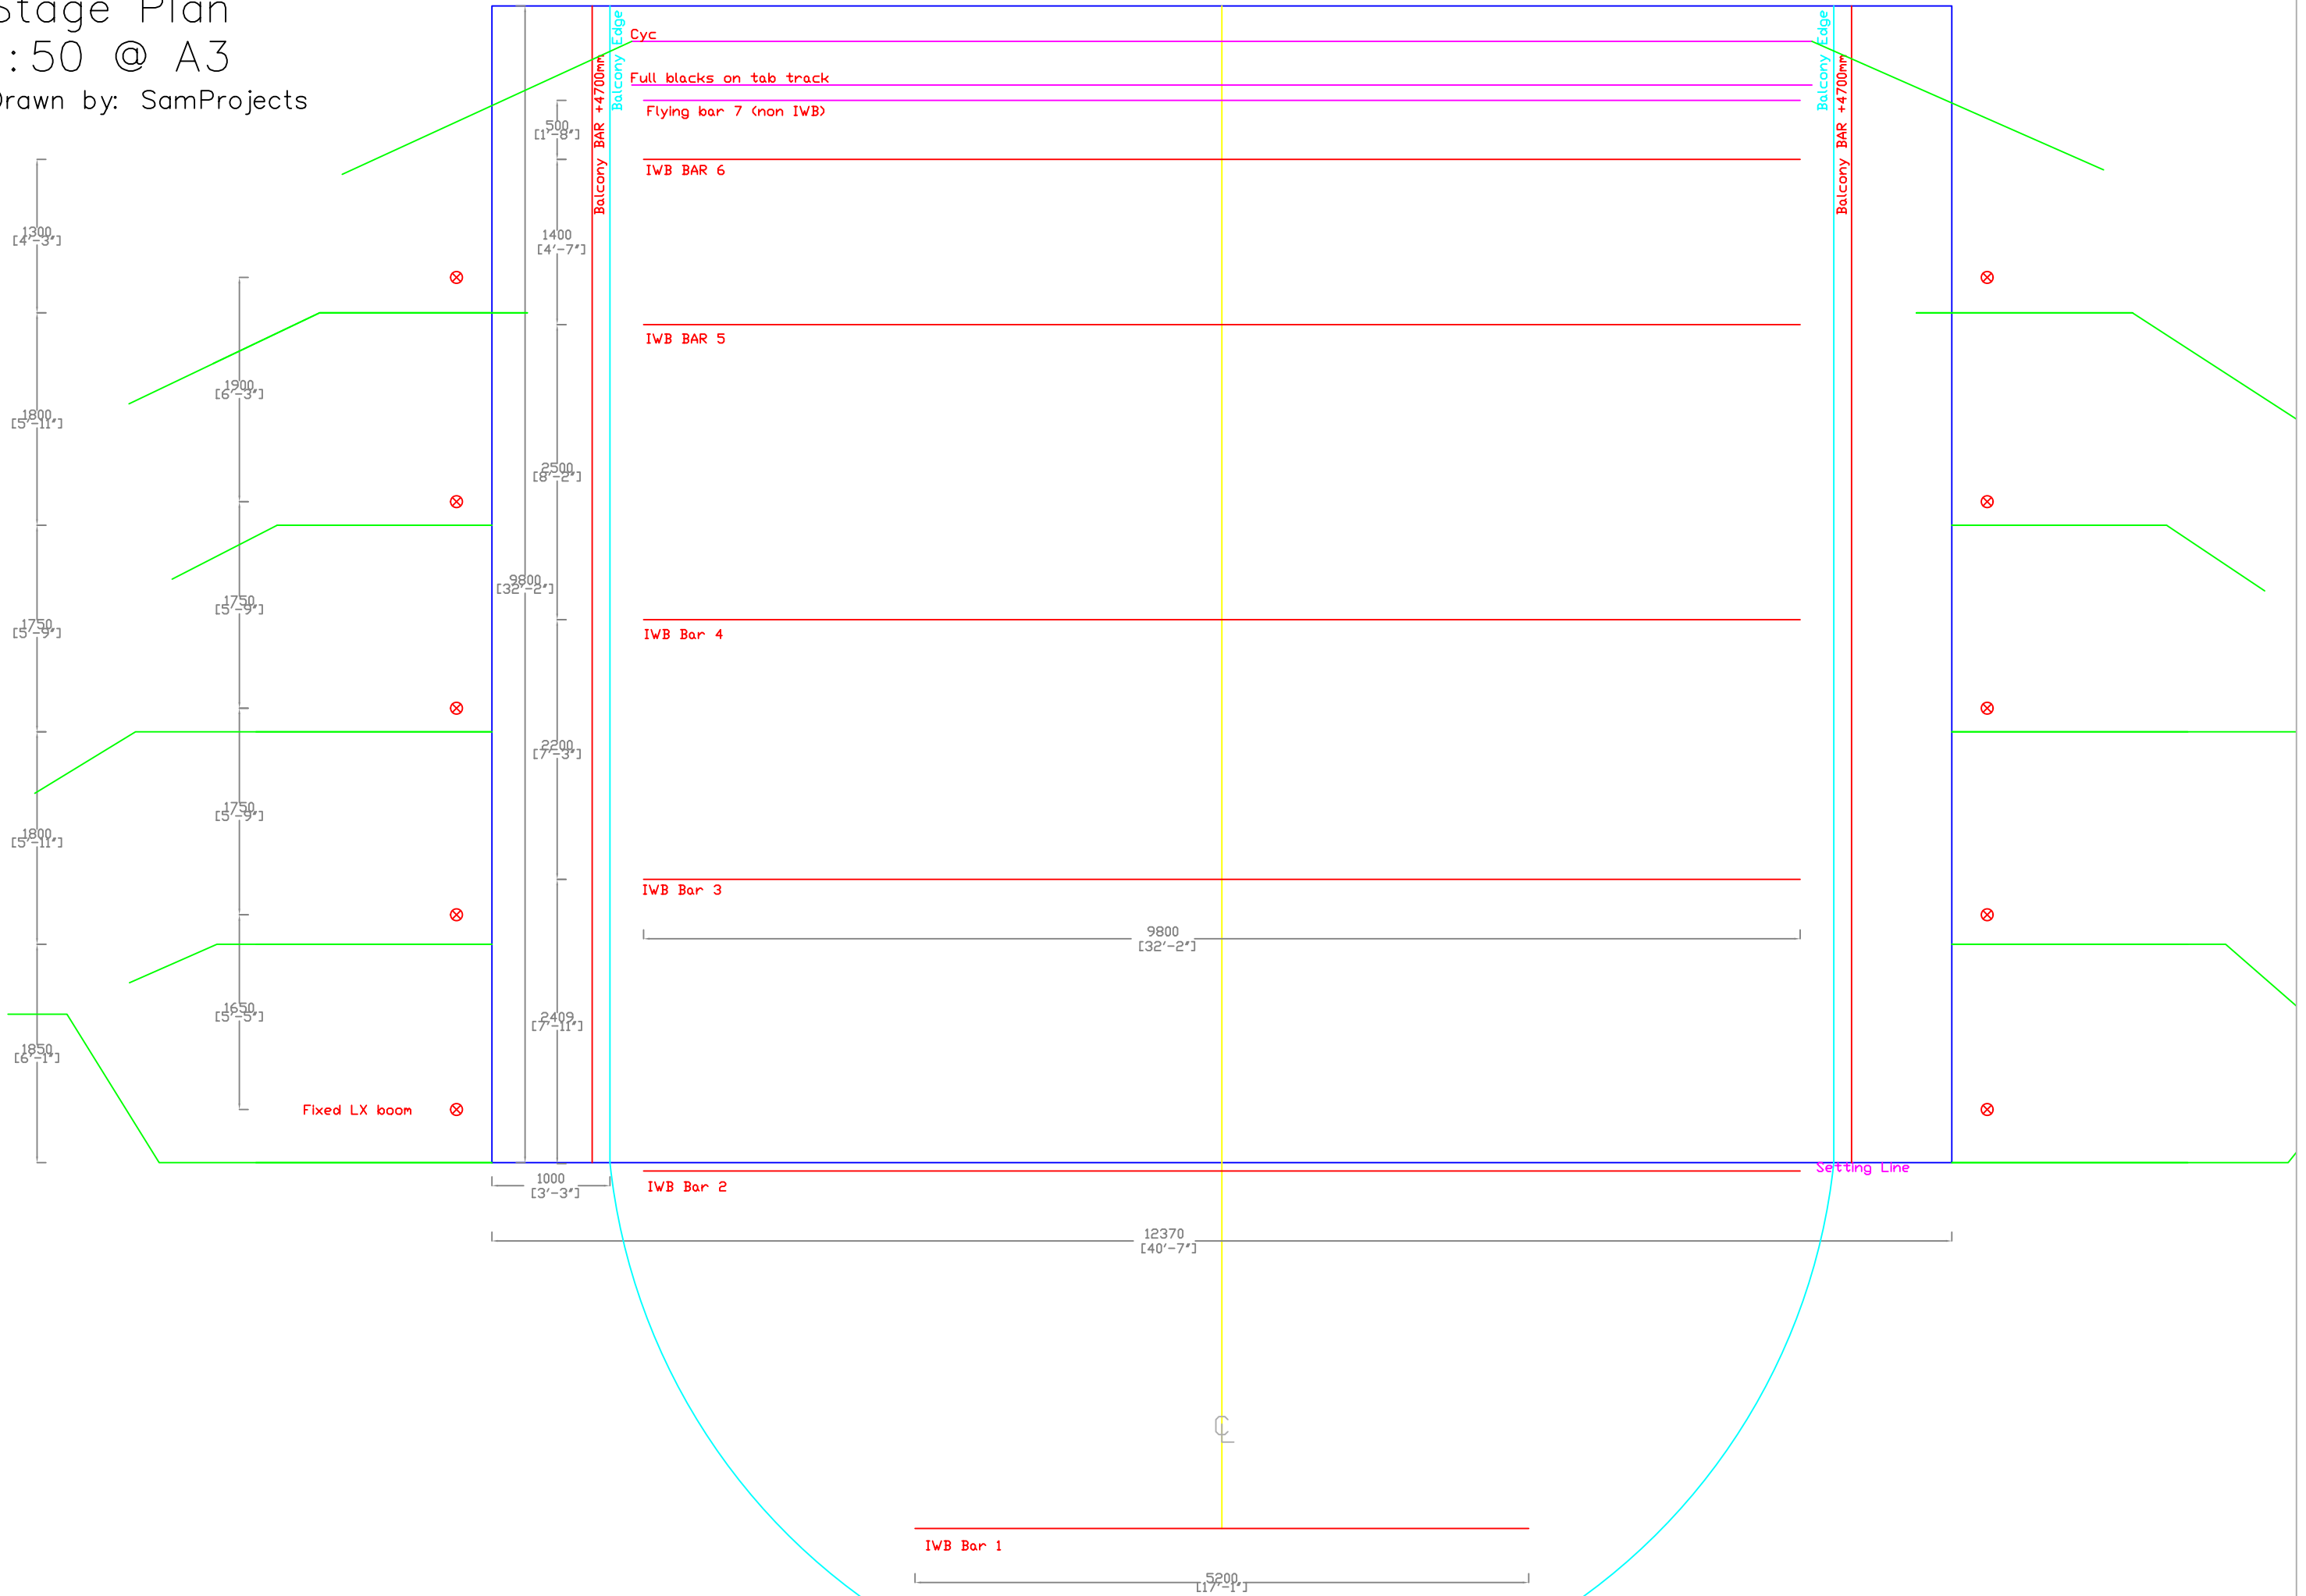 Stage Plan
:50 @ A3
Drawn by: SamProjects
Cyc
Full blacks on tab track
Flying bar 7 (non IWB)
IWB BAR 6
IWB BAR 5
IWB Bar 4
IWB Bar 3
IWB Bar 2
IWB Bar 1
Balcony BAR +4700mm
Balcony Edge
Balcony Edge
Balcony BAR +4700mm
500
[1'-8"]
1400
[4'-7"]
2500
[8'-2"]
9800
[32'-2"]
2200
[7'-3"]
2409
[7'-11"]
1300
[4'-3"]
1800
[5'-11"]
1750
[5'-9"]
1800
[5'-11"]
1850
[6'-1"]
1900
[6'-3"]
1750
[5'-9"]
1750
[5'-9"]
1650
[5'-5"]
Fixed LX boom
9800
[32'-2"]
Setting Line
1000
[3'-3"]
12370
[40'-7"]
CL
5200
[17'-1"]